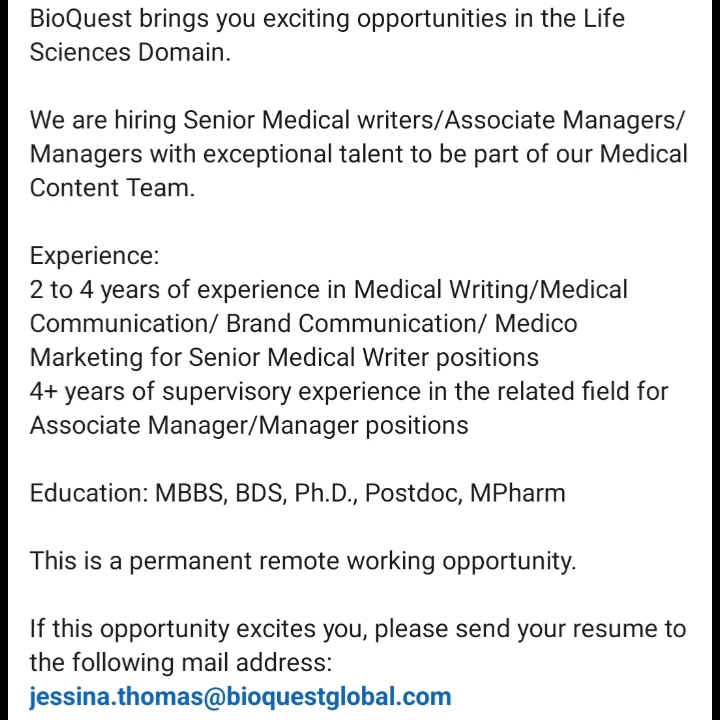 BioQuest brings you exciting opportunities in the Life
Sciences Domain.
We are hiring Senior Medical writers/Associate Managers/
Managers with exceptional talent to be part of our Medical
Content Team.
Experience:
2 to 4 years of experience in Medical Writing/Medical
Communication/ Brand Communication/ Medico
Marketing for Senior Medical Writer positions
4+ years of supervisory experience in the related field for
Associate Manager/Manager positions
Education: MBBS, BDS, Ph.D., Postdoc, MPharm
This is a permanent remote working opportunity.
If this opportunity excites you, please send your resume to
the following mail address:
jessina.thomas@bioquestglobal.com